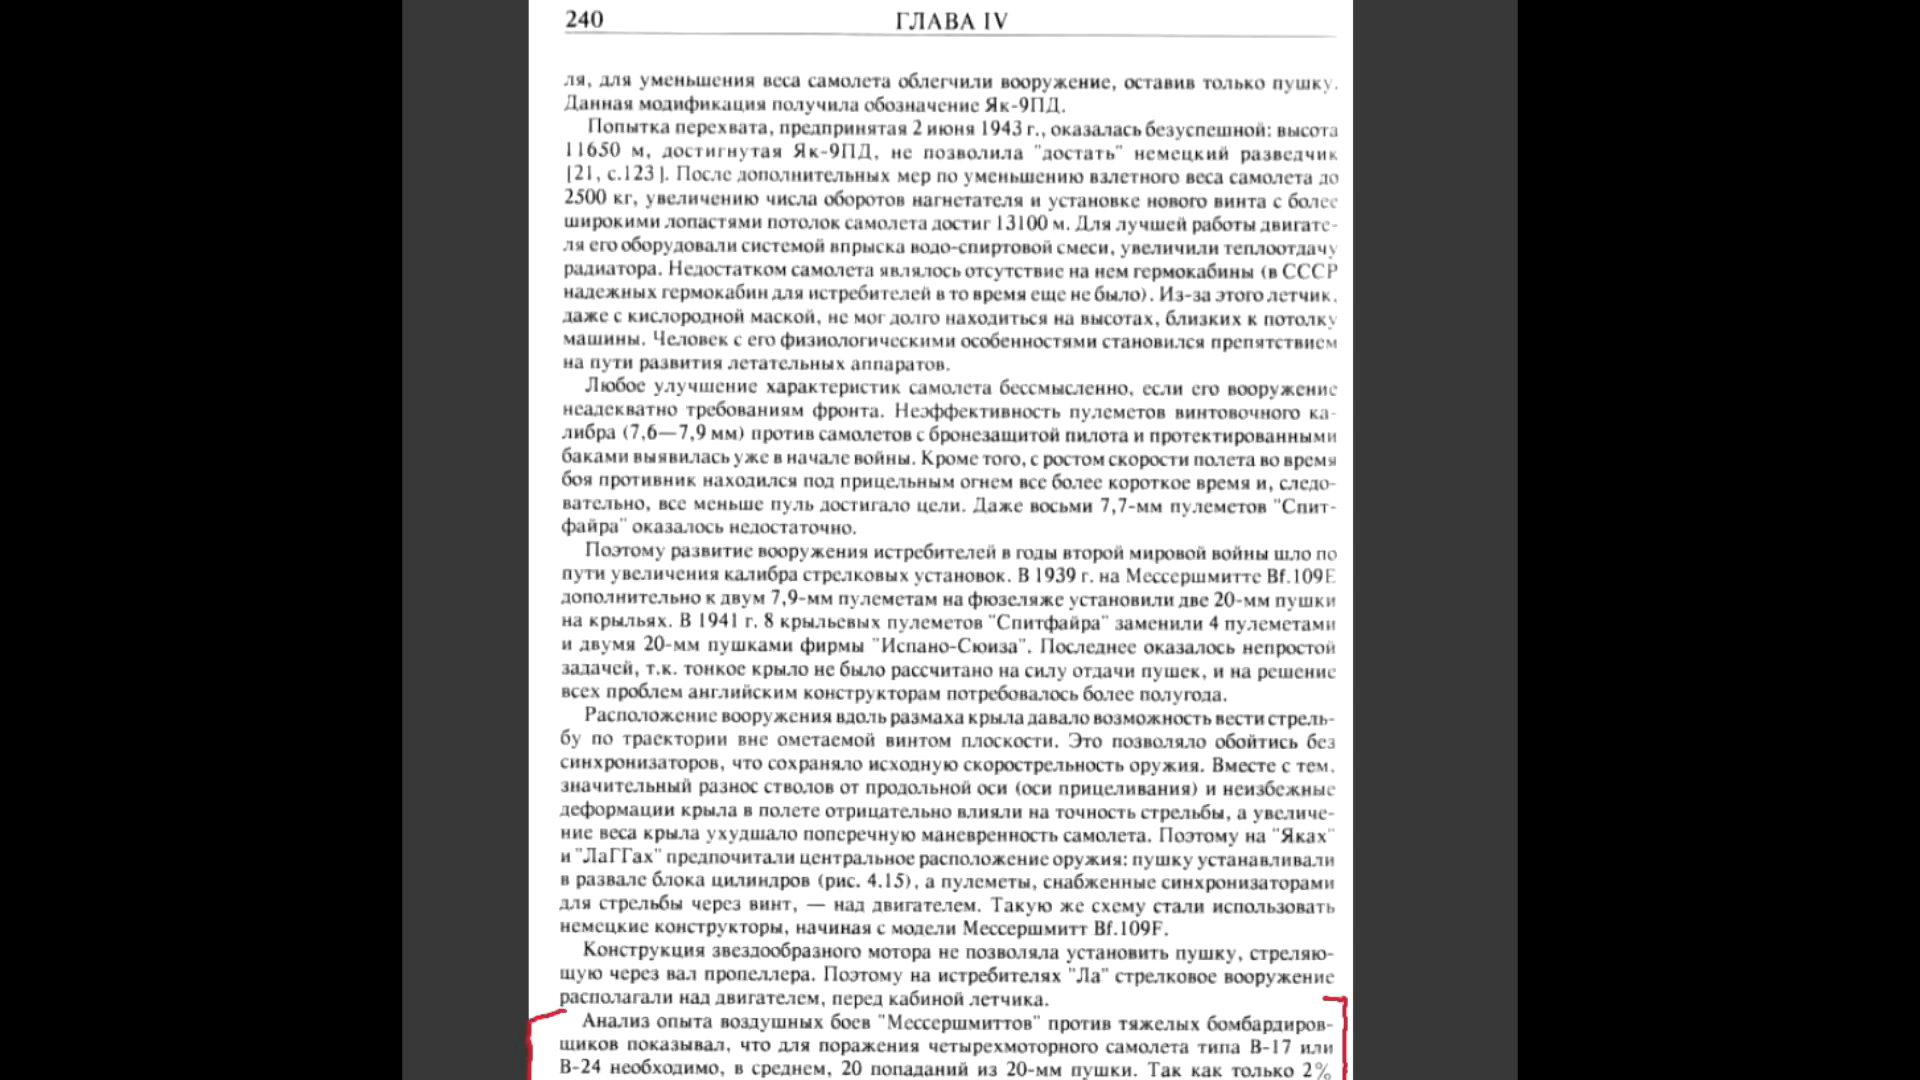 240
ГЛАВА IV
ля, для уменьшения веса самолета облегчили вооружение, оставив только пушку.
Данная модификация получила обозначение Як-9ПД.
Попытка перехвата, предпринятая 2 июня 1943 г., оказалась безуспешной: высота
11650 м, достигнутая Як-9ПД, не позволила "достать" немецкий разведчик
[21, с.123]. После дополнительных мер по уменьшению взлетного веса самолета до
2500 кг, увеличению числа оборотов нагнетателя и установке нового винта с более
широкими лопастями потолок самолета достиг 13100 м. Для лучшей работы двигате-
ля его оборудовали системой впрыска водо-спиртовой смеси, увеличили теплоотдачу
радиатора. Недостатком самолета являлось отсутствие на нем гермокабины (в СССР
надежных гермокабин для истребителей в то время еще не было). Из-за этого летчик,
даже с кислородной маской, не мог долго находиться на высотах, близких к потолку
машины. Человек с его физиологическими особенностями становился препятствием
на пути развития летательных аппаратов.
Любое улучшение характеристик самолета бессмысленно, если его вооружение
неадекватно требованиям фронта. Неэффективность пулеметов винтовочного ка-
либра (7,6—7,9 мм) против самолетов с бронезащитой пилота и протектированными
баками выявилась уже в начале войны. Кроме того, с ростом скорости полета во время
боя противник находился под прицельным огнем все более короткое время и, следо-
вательно, все меньше пуль достигало цели. Даже восьми 7,7-мм пулеметов "Спит-
файра" оказалось недостаточно.
Поэтому развитие вооружения истребителей в годы второй мировой войны шло по
пути увеличения калибра стрелковых установок. В 1939 г. на Мессершмитте Bf.109E
дополнительно к двум 7,9-мм пулеметам на фюзеляже установили две 20-мм пушки
на крыльях. В 1941 г. 8 крыльевых пулеметов "Спитфайра" заменили 4 пулеметами
и двумя 20-мм пушками фирмы "Испано-Сюиза". Последнее оказалось непростой
задачей, т.к. тонкое крыло не было рассчитано на силу отдачи пушек, и на решение
всех проблем английским конструкторам потребовалось более полугода.
Расположение вооружения вдоль размаха крыла давало возможность вести стрель-
бу по траектории вне ометаемой винтом плоскости. Это позволяло обойтись без
синхронизаторов, что сохраняло исходную скорострельность оружия. Вместе с тем,
значительный разнос стволов от продольной оси (оси прицеливания) и неизбежные
деформации крыла в полете отрицательно влияли на точность стрельбы, а увеличе-
ние веса крыла ухудшало поперечную маневренность самолета. Поэтому на "Яках"
и "ЛаГГах" предпочитали центральное расположение оружия: пушку устанавливали
в развале блока цилиндров (рис. 4.15), а пулеметы, снабженные синхронизаторами
для стрельбы через винт, — над двигателем. Такую же схему стали использовать
немецкие конструкторы, начиная с модели Мессершмитт Bf.109F.
Конструкция звездообразного мотора не позволяла установить пушку, стреляю-
щую через вал пропеллера. Поэтому на истребителях "Ла" стрелковое вооружение
располагали над двигателем, перед кабиной летчика.
Анализ опыта воздушных боев "Мессершмиттов" против тяжелых бомбардиров-
щиков показывал, что для поражения четырехмоторного самолета типа В-17 или
В-24 необходимо, в среднем, 20 попаданий из 20-мм пушки. Так как только 2%